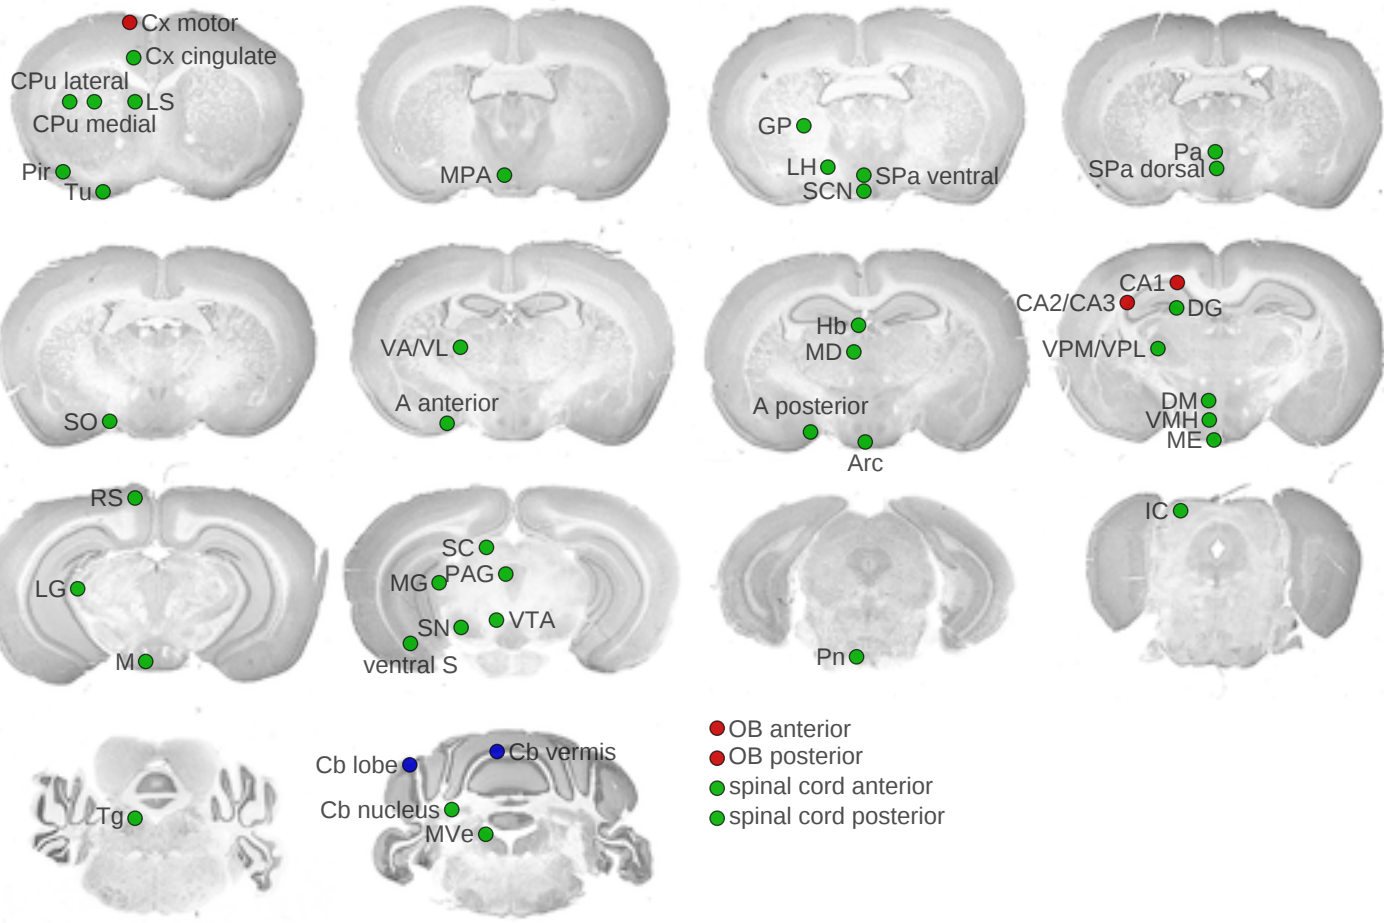 Cx motor
Cx cingulate
CPu lateral
LS
CPu medial
Pir
Tu
MPA
GP
LH
SPa ventral
SCN
Pa
SPa dorsal
SO
VA/VL
A anterior
Hb
MD
A posterior
Arc
CA1
CA2/CA3
DG
VPM/VPL
DM
VMH
ME
RS
LG
M
SC
MG
PAG
SN
VTA
ventral S
Pn
IC
Tg
Cb lobe
Cb vermis
Cb nucleus
MVe
OB anterior
OB posterior
spinal cord anterior
spinal cord posterior